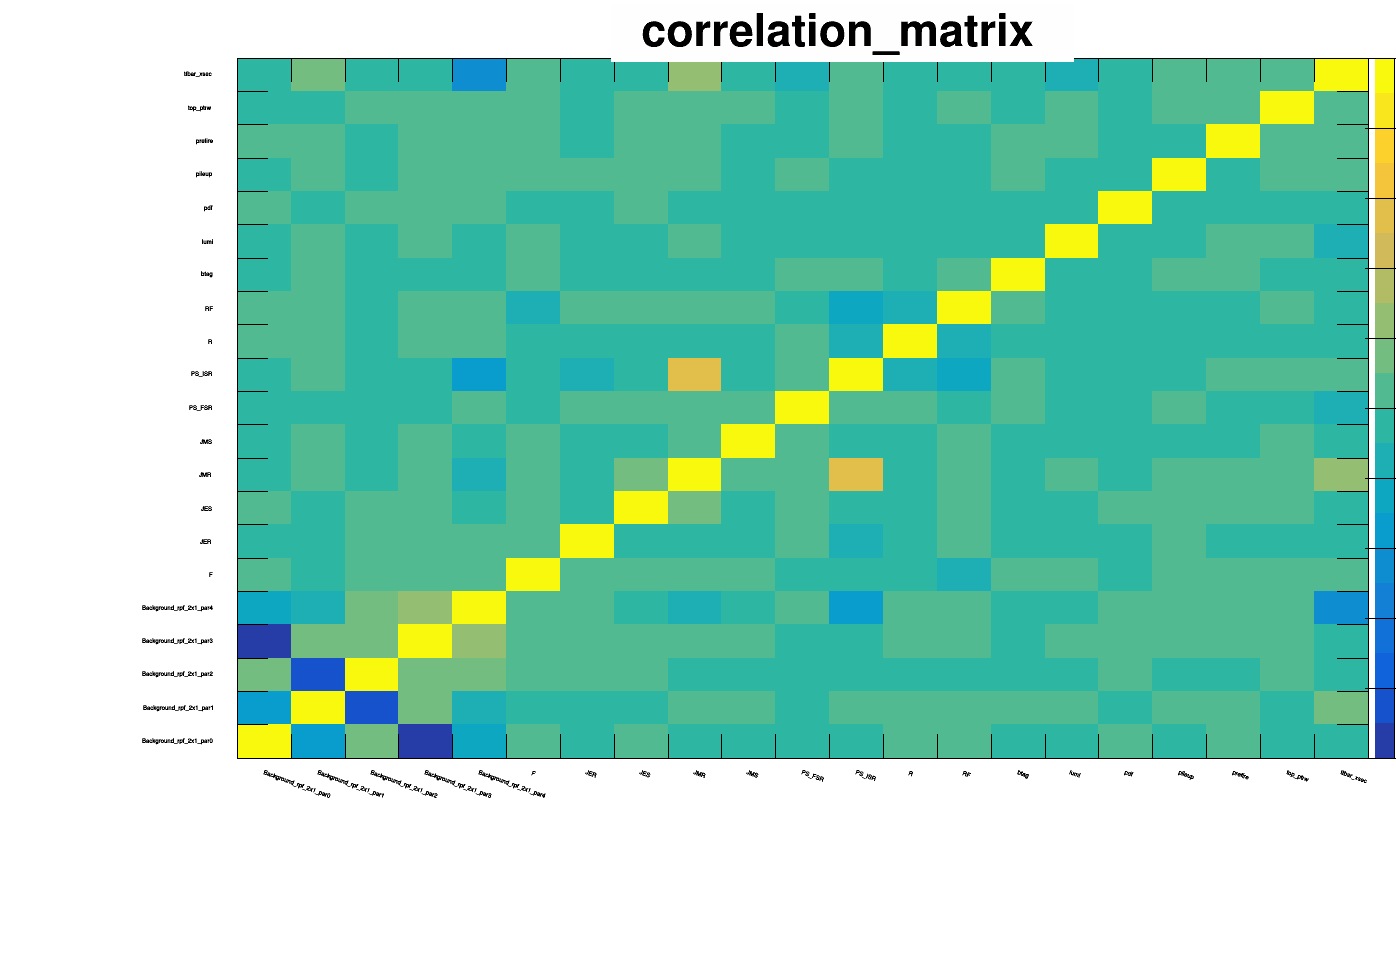 correlation_matrix
ttbar_xsec
top_ptrw
prefire
pileup
pdf
lumi
btag
RF
R
PS_ISR
PS_FSR
JMS
JMR
JES
JER
F
Background_rpf_2x1_par4
Background_rpf_2x1_par3
Background_rpf_2x1_par2
Background_rpf_2x1_par1
Background_rpf_2x1_par0
Background_rpf_2x1_par0
Background_rpf_2x1_par1
Background_rpf_2x1_par2
Background_rpf_2x1_par3
Background_rpf_2x1_par4
F
JER
JES
JMR
JMS
PS_FSR
PS_ISR
R
RF
btag
lumi
pdf
pileup
prefire
top_ptrw
ttbar_xsec